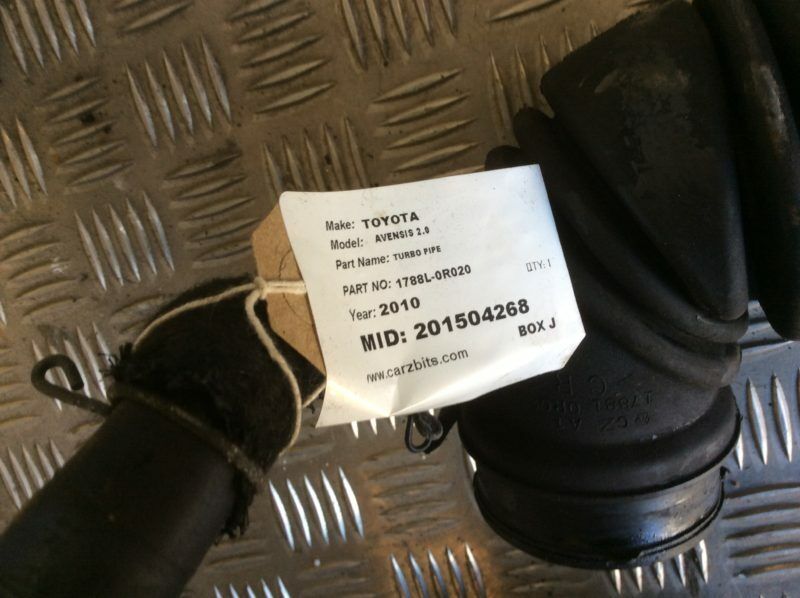 Make: TOYOTA
Model: AVENSIS 2.0
Part Name: TURBO PIPE
PART NO: 1788L-0R020 QTY: 1
Year: 2010
MID: 201504268
BOX J
www.carzbits.com
CR